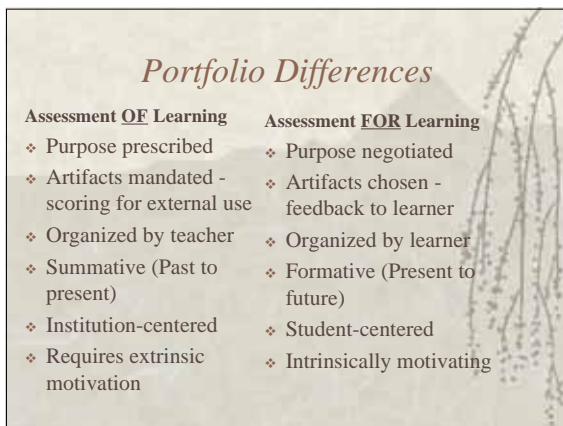 Portfolio Differences
Assessment OF Learning
❖ Purpose prescribed
❖ Artifacts mandated -
scoring for external use
❖ Organized by teacher
❖ Summative (Past to
present)
❖ Institution-centered
❖ Requires extrinsic
motivation
Assessment FOR Learning
❖ Purpose negotiated
❖ Artifacts chosen -
feedback to learner
❖ Organized by learner
❖ Formative (Present to
future)
❖ Student-centered
❖ Intrinsically motivating